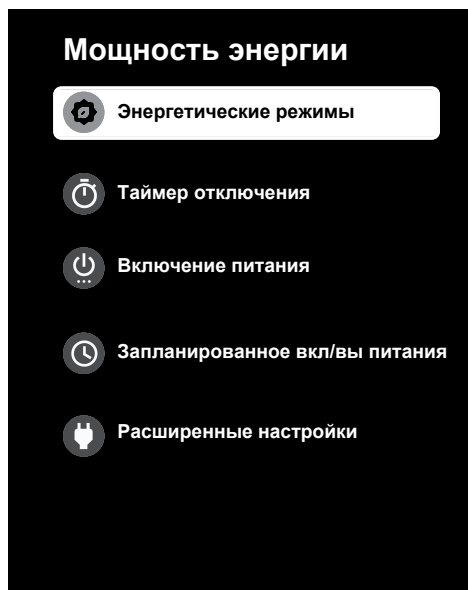 Мощность энергии
Энергетические режимы
Таймер отключения
Включение питания
Запланированное вкл/вы питания
Расширенные настройки